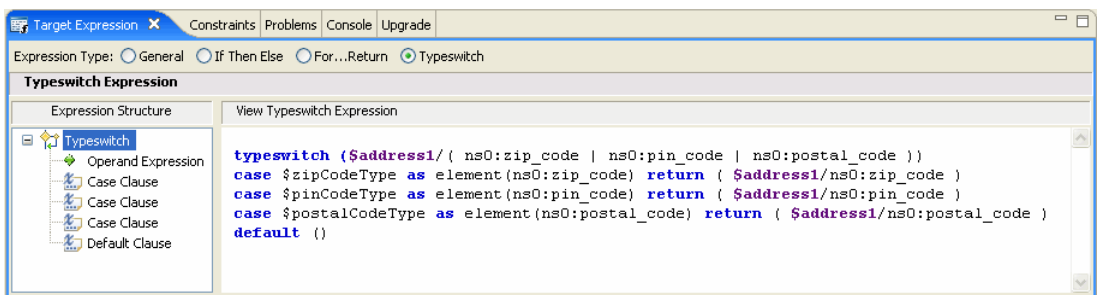 Target Expression Constraints Problems Console Upgrade
Expression Type: General If Then Else For...Return Typeswitch
Typeswitch Expression
Expression Structure
Typeswitch
Operand Expression
Case Clause
Case Clause
Case Clause
Default Clause
View Typeswitch Expression
typeswitch ($address1/( ns0:zip_code | ns0:pin_code | ns0:postal_code ))
case $zipCodeType as element(ns0:zip_code) return ( $address1/ns0:zip_code )
case $pinCodeType as element(ns0:pin_code) return ( $address1/ns0:pin_code )
case $postalCodeType as element(ns0:postal_code) return ( $address1/ns0:postal_code )
default ()